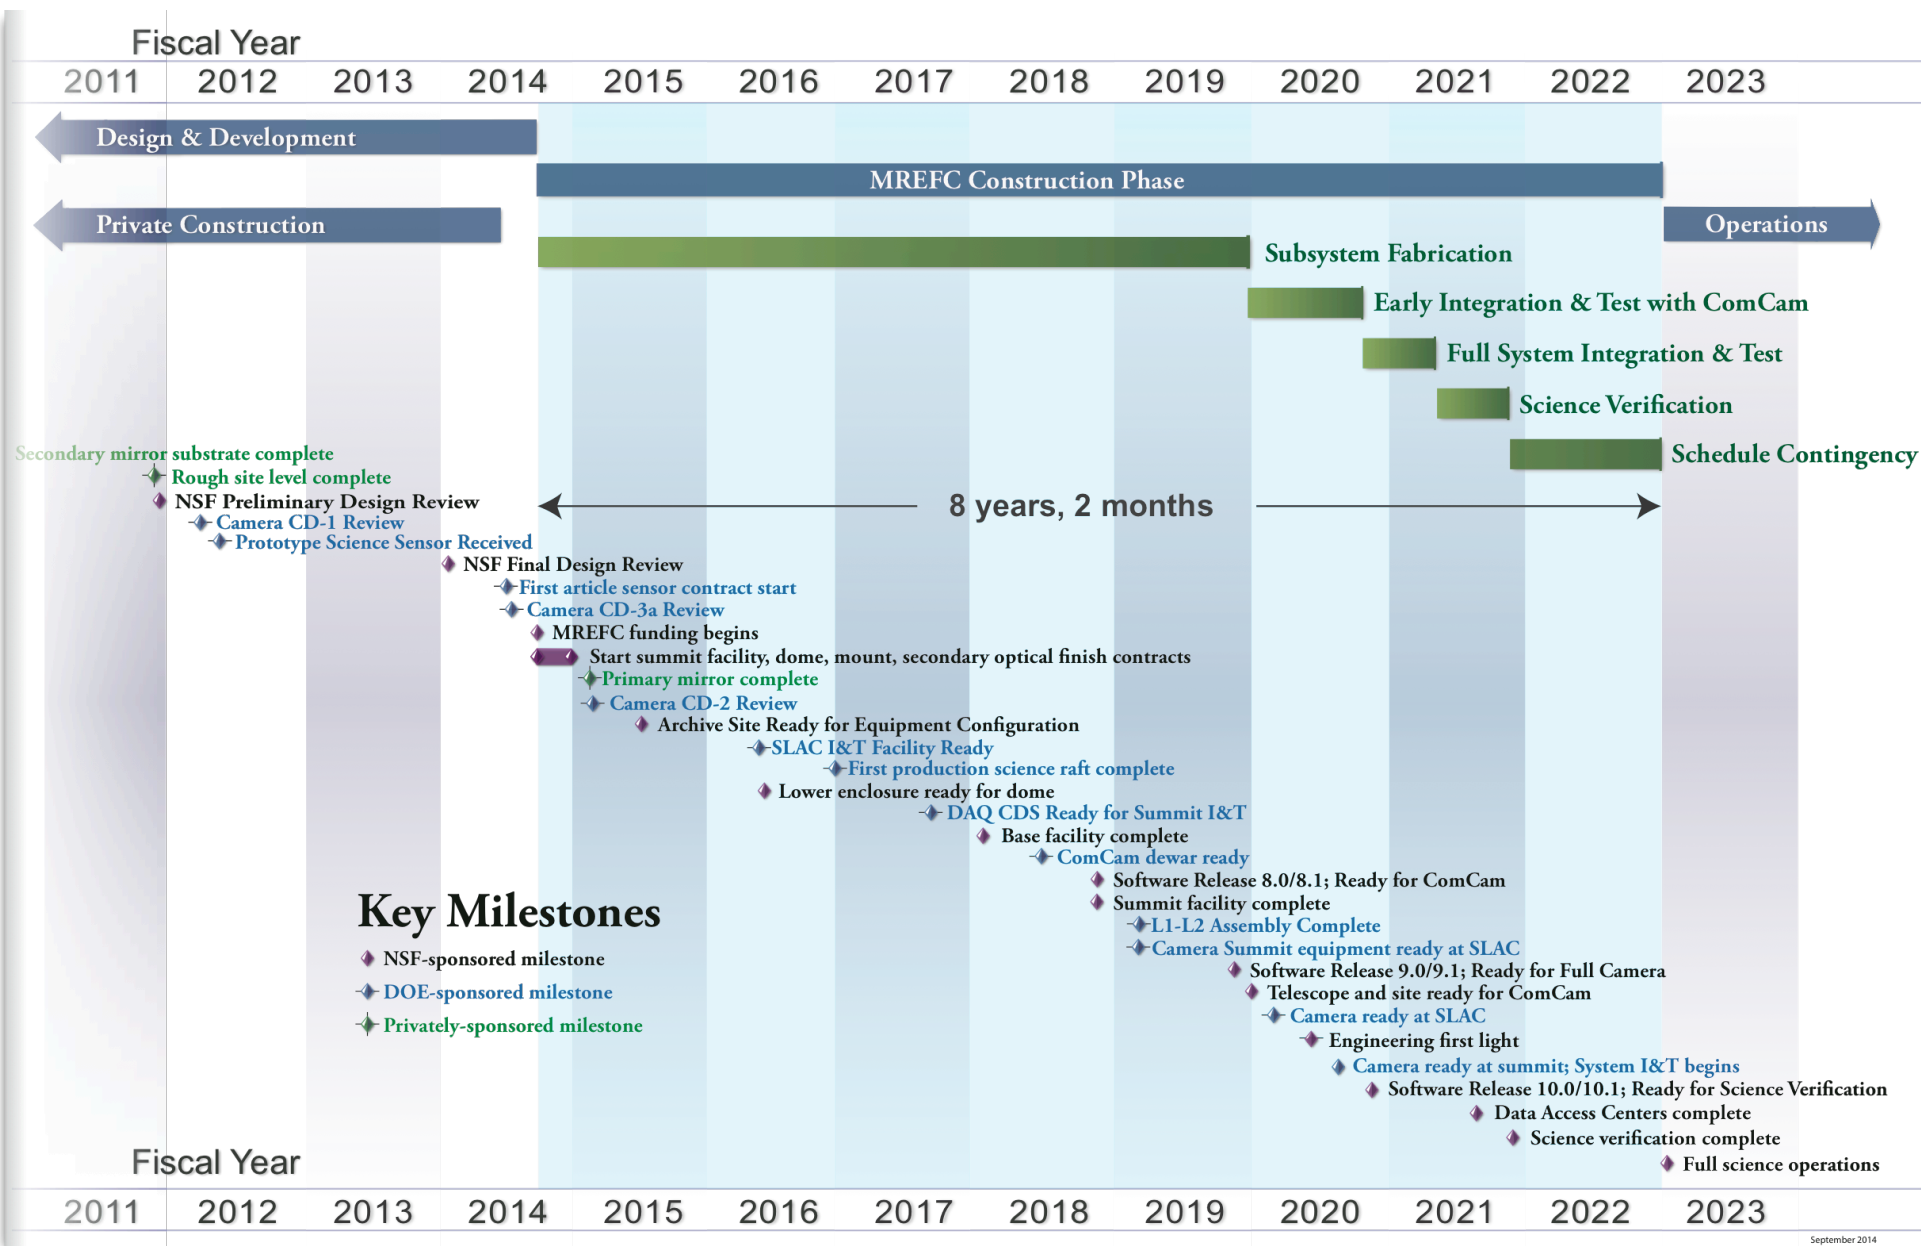 Fiscal Year
2011 2012 2013 2014 2015 2016 2017 2018 2019 2020 2021 2022 2023
Design & Development
MREFC Construction Phase
Private Construction
Operations
Subsystem Fabrication
Early Integration & Test with ComCam
Full System Integration & Test
Science Verification
Schedule Contingency
Secondary mirror substrate complete
Rough site level complete
NSF Preliminary Design Review
8 years, 2 months
Camera CD-1 Review
Prototype Science Sensor Received
NSF Final Design Review
First article sensor contract start
Camera CD-3a Review
MREFC funding begins
Start summit facility, dome, mount, secondary optical finish contracts
Primary mirror complete
Camera CD-2 Review
Archive Site Ready for Equipment Configuration
SLAC I&T Facility Ready
First production science raft complete
Lower enclosure ready for dome
DAQ CDS Ready for Summit I&T
Base facility complete
ComCam dewar ready
Software Release 8.0/8.1; Ready for ComCam
Summit facility complete
L1-L2 Assembly Complete
Camera Summit equipment ready at SLAC
Software Release 9.0/9.1; Ready for Full Camera
Telescope and site ready for ComCam
Camera ready at SLAC
Engineering first light
Camera ready at summit; System I&T begins
Software Release 10.0/10.1; Ready for Science Verification
Data Access Centers complete
Science verification complete
Full science operations
Key Milestones
NSF-sponsored milestone
DOE-sponsored milestone
Privately-sponsored milestone
Fiscal Year
2011 2012 2013 2014 2015 2016 2017 2018 2019 2020 2021 2022 2023
September 2014